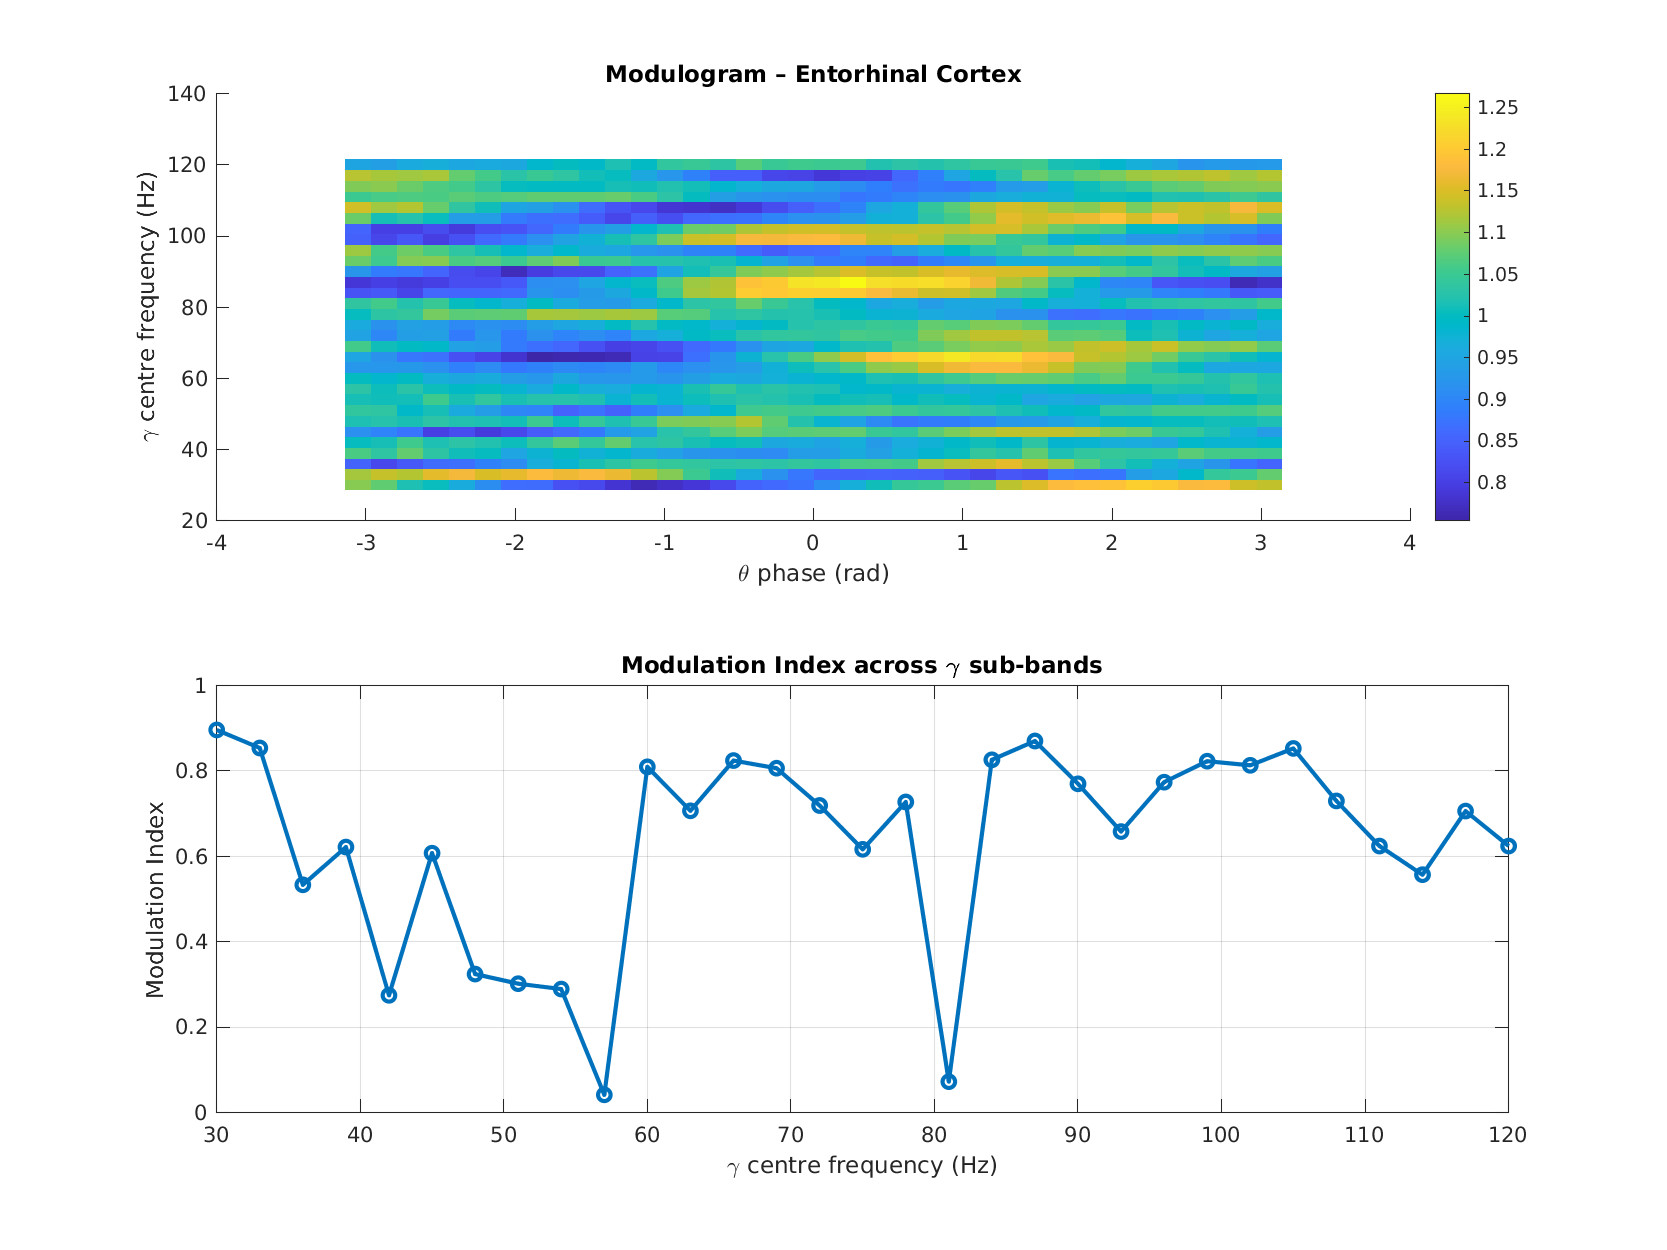 Modulogram – Entorhinal Cortex
140
120
100
80
60
40
20
γ centre frequency (Hz)
-4 -3 -2 -1 0 1 2 3 4
θ phase (rad)
1.25
1.2
1.15
1.1
1.05
1
0.95
0.9
0.85
0.8
Modulation Index across γ sub-bands
1
0.8
0.6
0.4
0.2
0
Modulation Index
30 40 50 60 70 80 90 100 110 120
γ centre frequency (Hz)